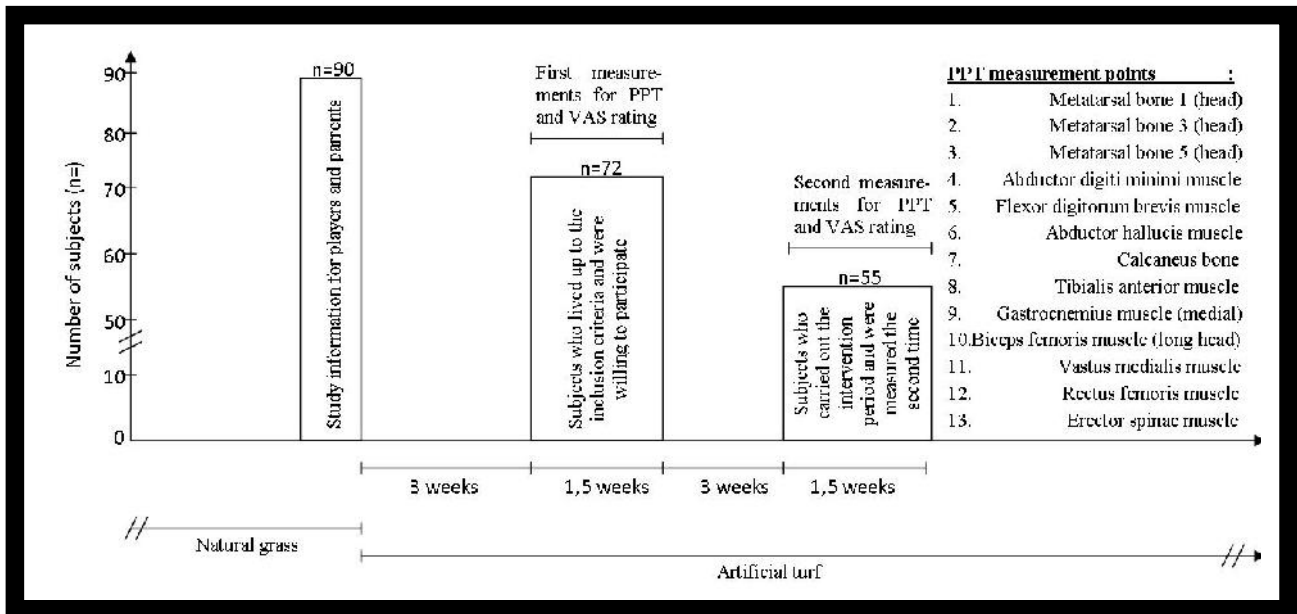 Number of subjects (n=)
90
80
70
60
50
10
0
n=90
Study information for players and parrents
First measure-
ments for PPT
and VAS rating
n=72
Subjects who lived up to the
inclusion criteria and were
willing to participate
Second measure-
ments for PPT
and VAS rating
n=55
Subjects who
carried out the
intervention
period and were
measured the
second time
PPT measurement points :
1. Metatarsal bone 1 (head)
2. Metatarsal bone 3 (head)
3. Metatarsal bone 5 (head)
4. Abductor digiti minimi muscle
5. Flexor digitorum brevis muscle
6. Abductor hallucis muscle
7. Calcaneus bone
8. Tibialis anterior muscle
9. Gastrocnemius muscle (medial)
10.Biceps femoris muscle (long head)
11. Vastus medialis muscle
12. Rectus femoris muscle
13. Erector spinae muscle
3 weeks
1,5 weeks
3 weeks
1,5 weeks
Natural grass
Artificial turf